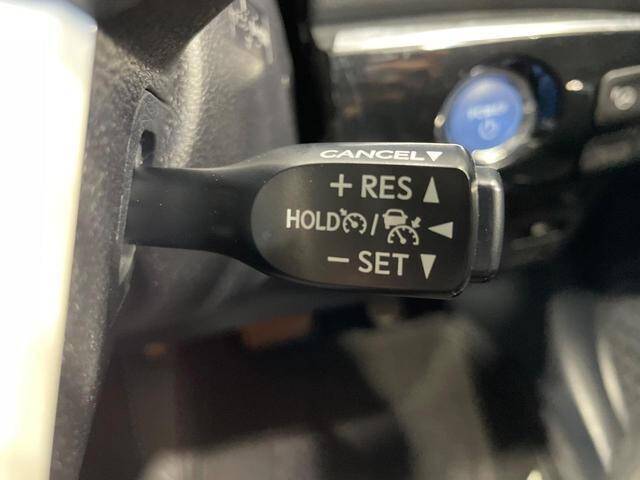 CANCEL▼
+ RES ▲
HOLD / ◀
− SET ▼